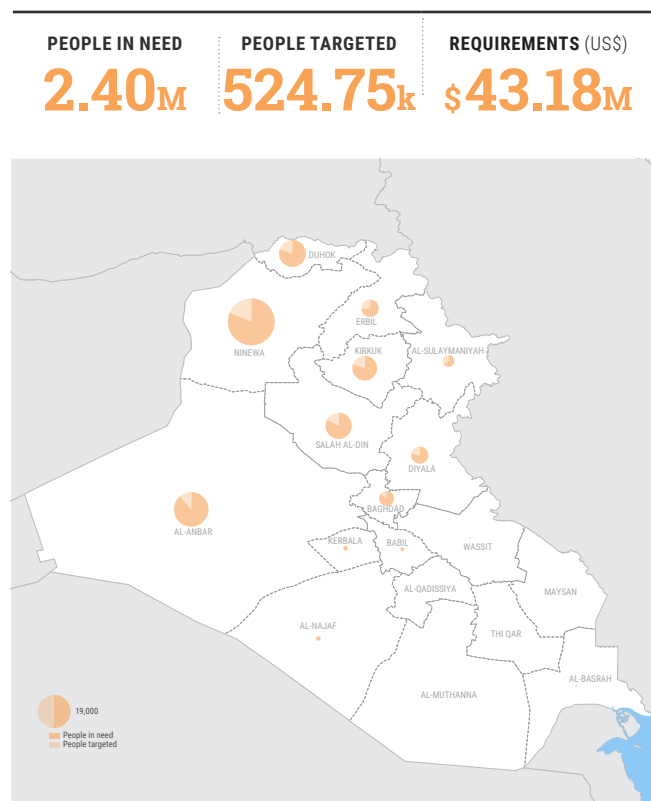 PEOPLE IN NEED
2.40M
PEOPLE TARGETED
524.75k
REQUIREMENTS (US$)
$43.18M
DUHOK
NINEWA
ERBIL
KIRKUK
AL-SULAYMANIYAH
SALAH AL-DIN
DIYALA
AL-ANBAR
BAGHDAD
KERBALA
BABIL
WASSIT
AL-QADISSIYA
MAYSAN
AL-NAJAF
THI QAR
AL-BASRAH
AL-MUTHANNA
19,000
People in need
People targeted